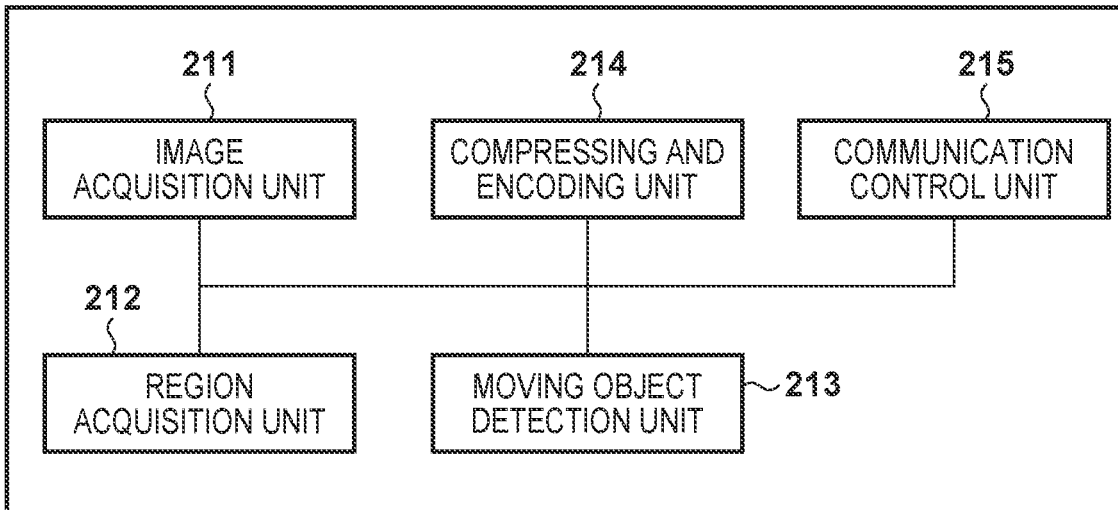 211
IMAGE
ACQUISITION UNIT
214
COMPRESSING AND
ENCODING UNIT
215
COMMUNICATION
CONTROL UNIT
212
REGION
ACQUISITION UNIT
MOVING OBJECT
DETECTION UNIT
213